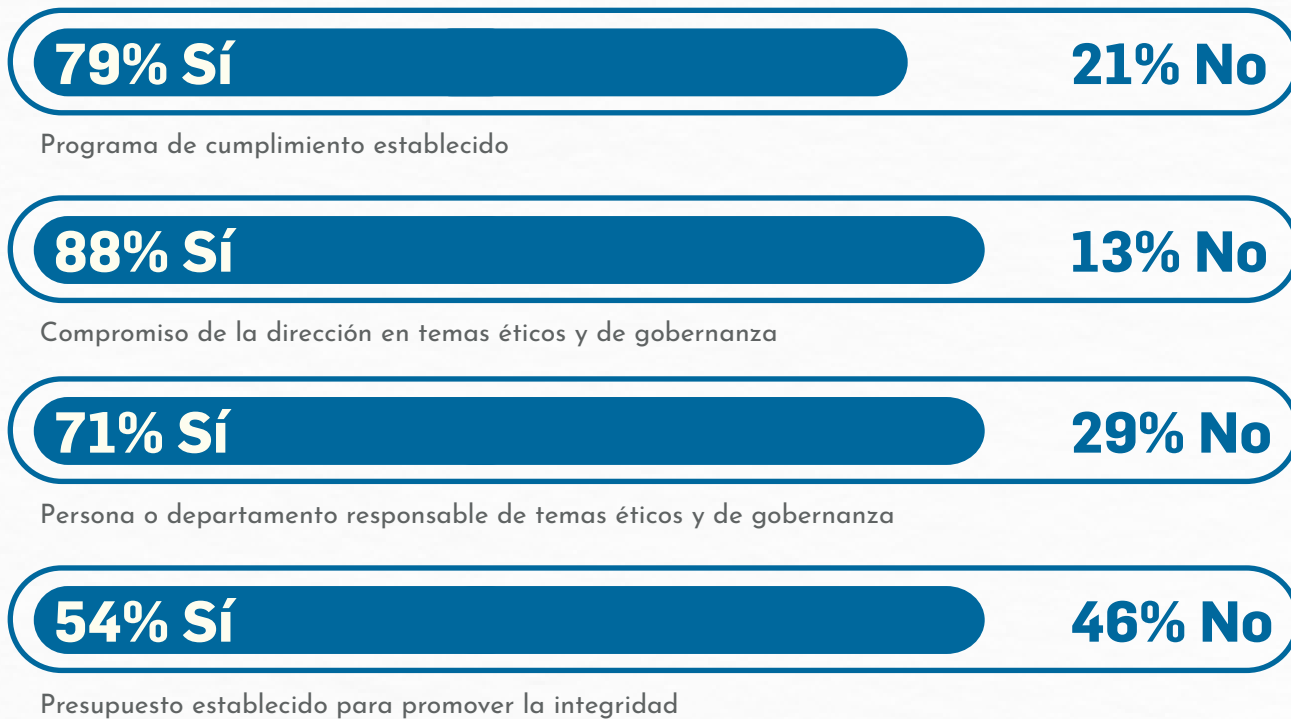 79% Sí 21% No
Programa de cumplimiento establecido
88% Sí 13% No
Compromiso de la dirección en temas éticos y de gobernanza
71% Sí 29% No
Persona o departamento responsable de temas éticos y de gobernanza
54% Sí 46% No
Presupuesto establecido para promover la integridad